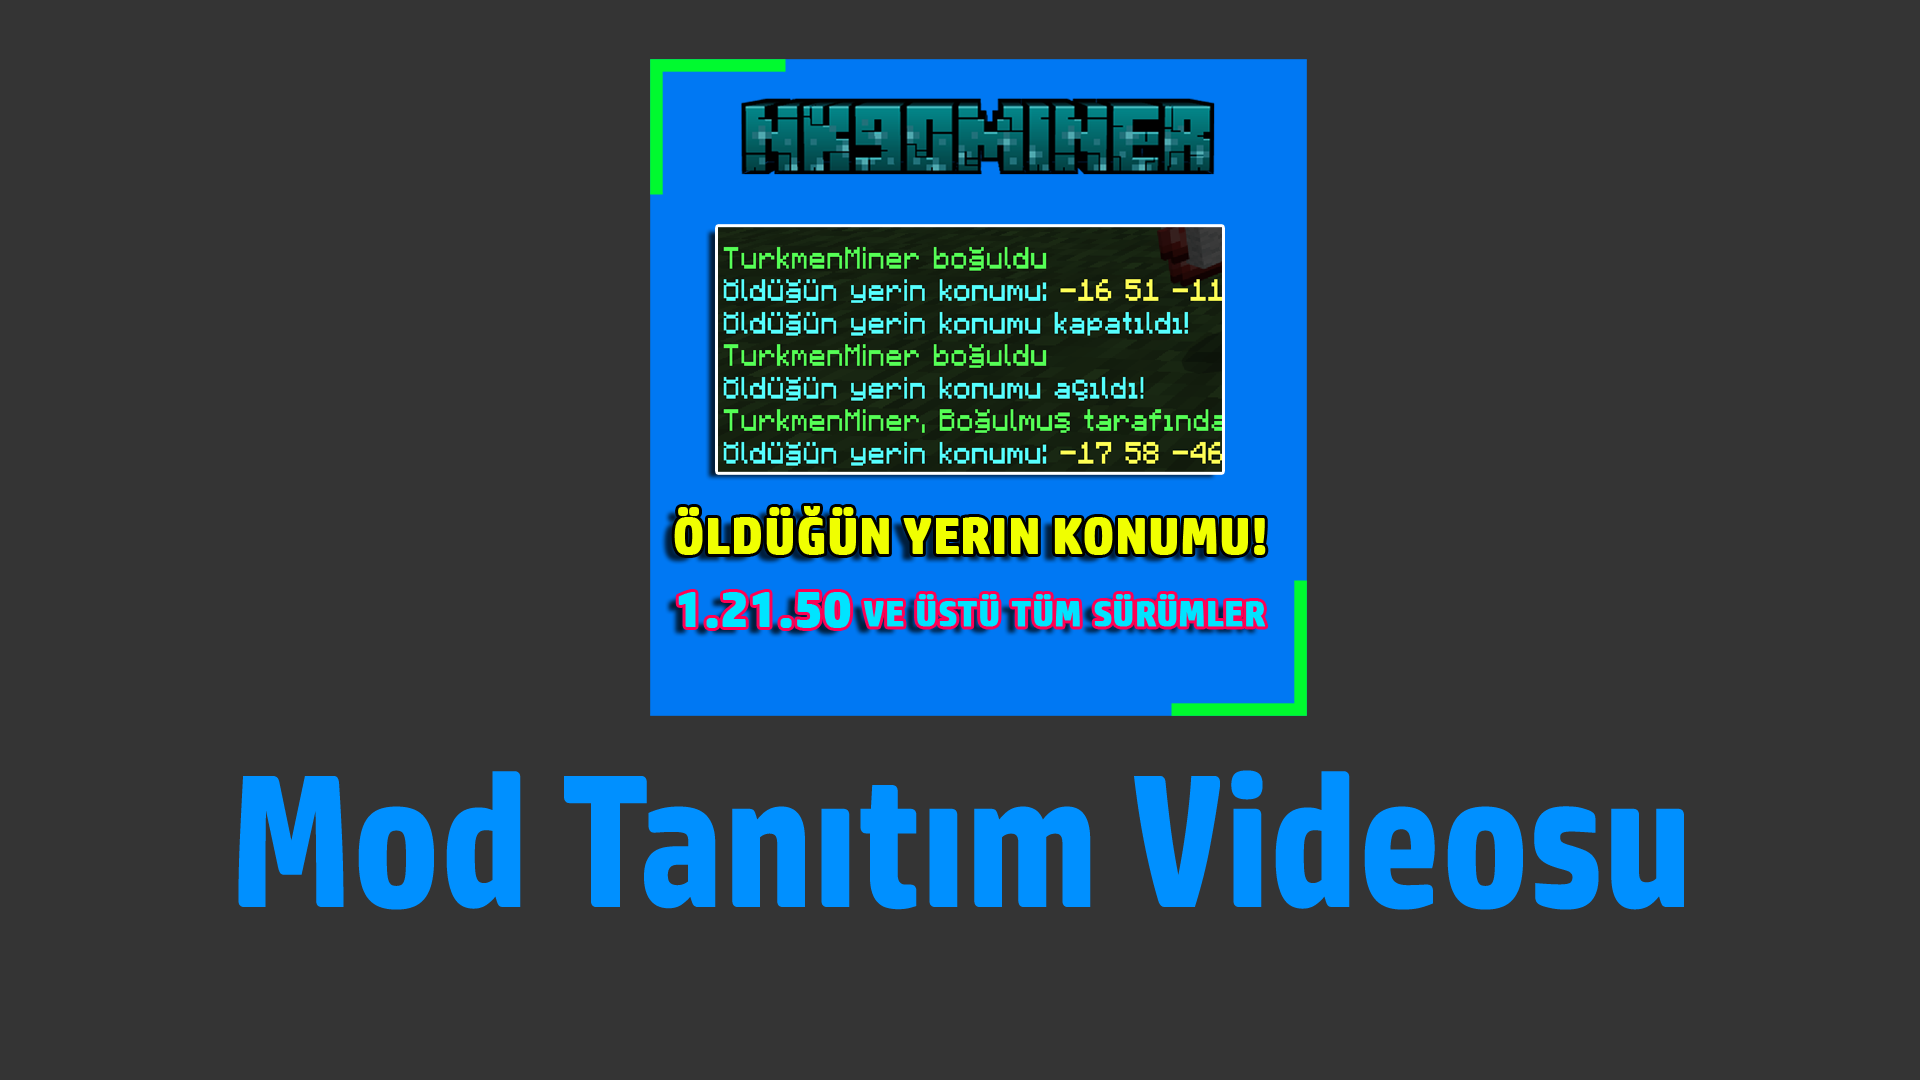 NK90MINER
TurkmenMiner boğuldu
Öldüğün yerin konumu: -16 51 -11
Öldüğün yerin konumu kapatıldı!
TurkmenMiner boğuldu
Öldüğün yerin konumu açıldı!
TurkmenMiner, Boğulmuş tarafında
Öldüğün yerin konumu: -17 58 -46
ÖLDÜĞÜN YERIN KONUMU!
1.21.50 VE ÜSTÜ TÜM SÜRÜMLER
Mod Tanıtım Videosu